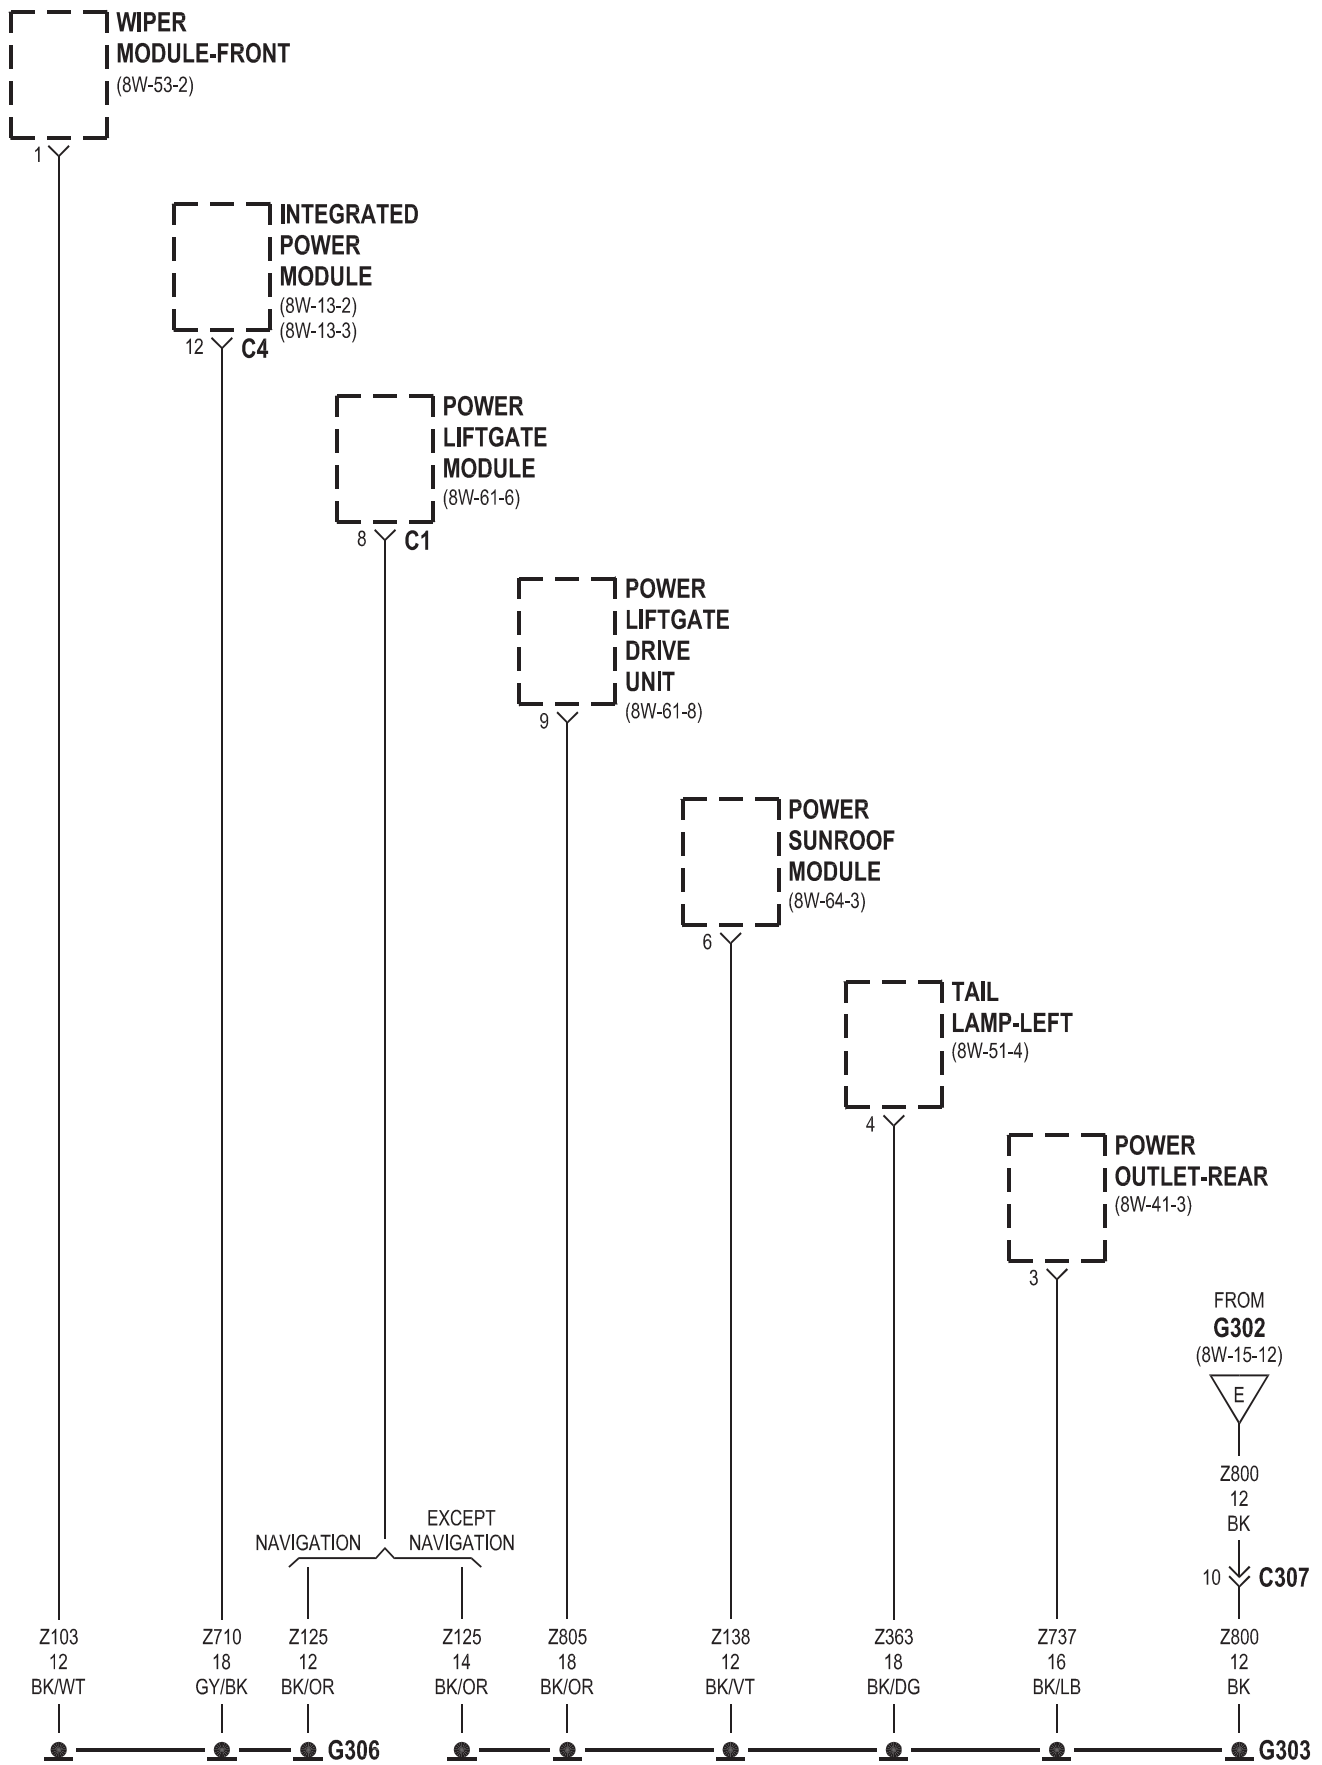 WIPER
MODULE-FRONT
(8W-53-2)
1
INTEGRATED
POWER
MODULE
(8W-13-2)
(8W-13-3)
12
C4
POWER
LIFTGATE
MODULE
(8W-61-6)
8
C1
POWER
LIFTGATE
DRIVE
UNIT
(8W-61-8)
9
POWER
SUNROOF
MODULE
(8W-64-3)
6
TAIL
LAMP-LEFT
(8W-51-4)
4
POWER
OUTLET-REAR
(8W-41-3)
3
FROM
G302
(8W-15-12)
E
Z800
12
BK
10
C307
NAVIGATION
EXCEPT
NAVIGATION
Z103
12
BK/WT
Z710
18
GY/BK
Z125
12
BK/OR
Z125
14
BK/OR
Z805
18
BK/OR
Z138
12
BK/VT
Z363
18
BK/DG
Z737
16
BK/LB
Z800
12
BK
G306
G303